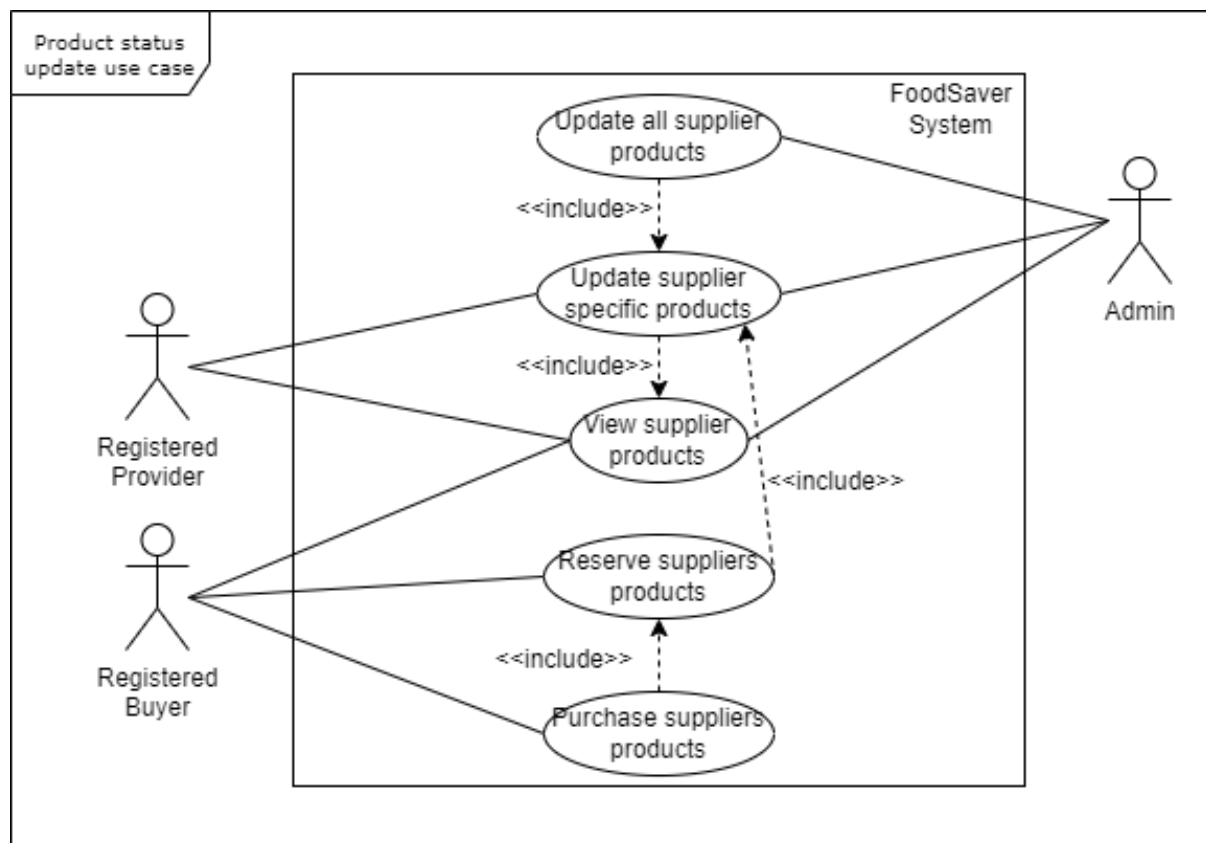 Product status
update use case
FoodSaver
System
Update all supplier
products
<<include>>
Update supplier
specific products
<<include>>
View supplier
products
<<include>>
Reserve suppliers
products
<<include>>
Purchase suppliers
products
Registered
Provider
Registered
Buyer
Admin